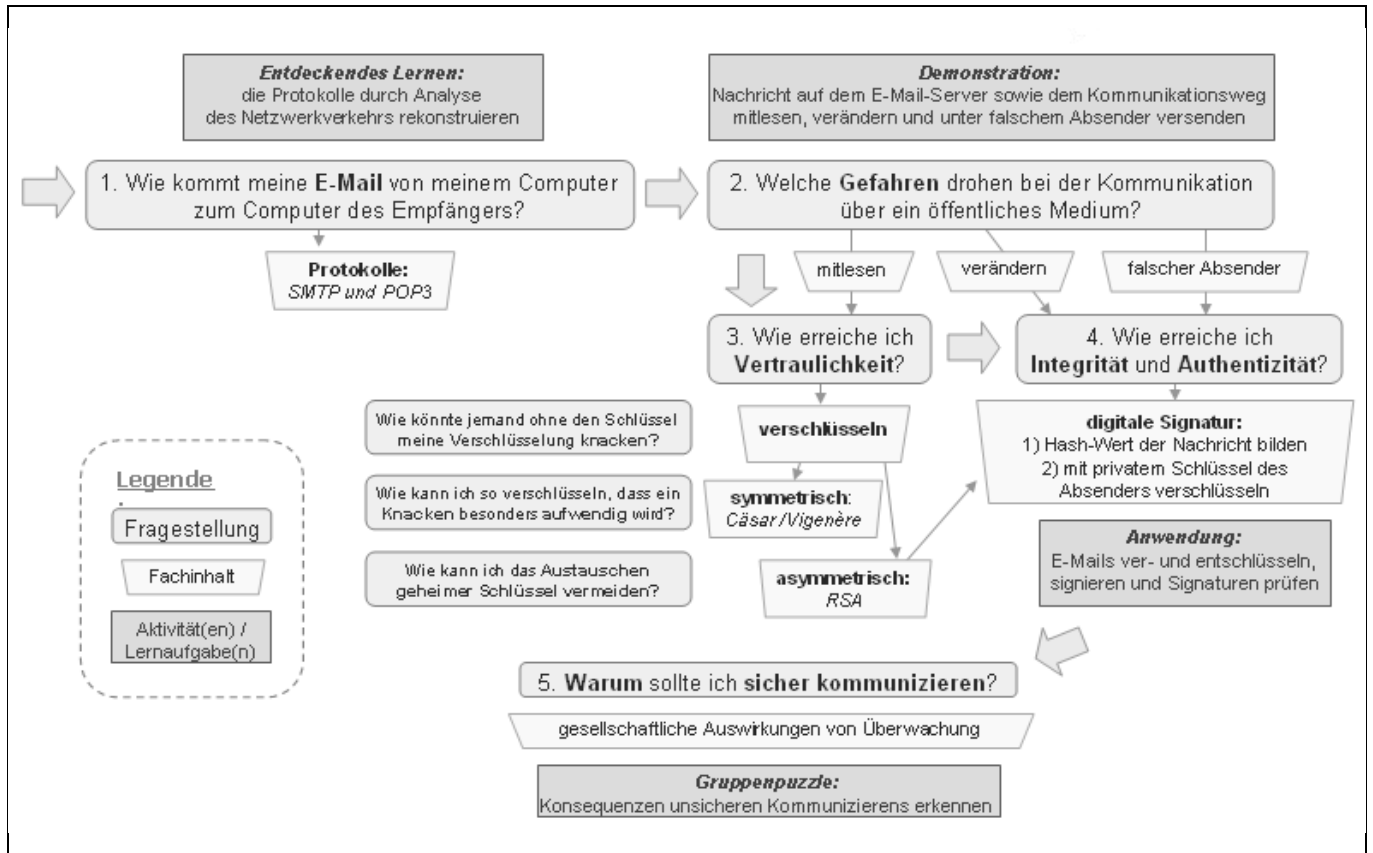 Entdeckendes Lernen:
die Protokolle durch Analyse
des Netzwerkverkehrs rekonstruieren
Demonstration:
Nachricht auf dem E-Mail-Server sowie dem Kommunikationsweg
mitlesen, verändern und unter falschem Absender versenden
1. Wie kommt meine E-Mail von meinem Computer
zum Computer des Empfängers?
2. Welche Gefahren drohen bei der Kommunikation
über ein öffentliches Medium?
Protokolle:
SMTP und POP3
mitlesen
verändern
falscher Absender
3. Wie erreiche ich
Vertraulichkeit?
4. Wie erreiche ich
Integrität und Authentizität?
Wie könnte jemand ohne den Schlüssel
meine Verschlüsselung knacken?
verschlüsseln
digitale Signatur:
1) Hash-Wert der Nachricht bilden
2) mit privatem Schlüssel des
Absenders verschlüsseln
Wie kann ich so verschlüsseln, dass ein
Knacken besonders aufwendig wird?
symmetrisch:
Cäsar/Vigenère
Wie kann ich das Austauschen
geheimer Schlüssel vermeiden?
asymmetrisch:
RSA
Anwendung:
E-Mails ver- und entschlüsseln,
signieren und Signaturen prüfen
Legende
:
Fragestellung
Fachinhalt
Aktivität(en) /
Lernaufgabe(n)
5. Warum sollte ich sicher kommunizieren?
gesellschaftliche Auswirkungen von Überwachung
Gruppenpuzzle:
Konsequenzen unsicheren Kommunizierens erkennen